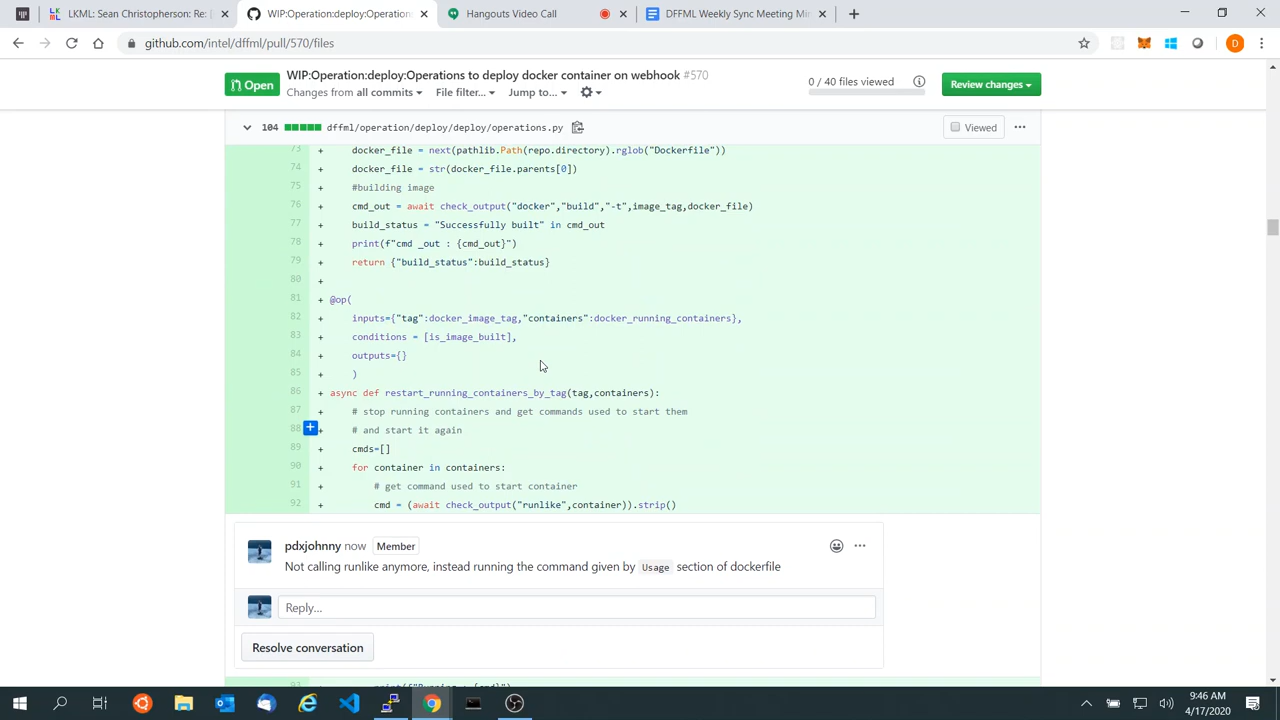 LKML: Sean Christopherson: Re: [
WIP:Operation:deploy:Operation
Hangouts Video Call
DFFML Weekly Sync Meeting Mi
github.com/intel/dffml/pull/570/files
D
Open
WIP:Operation:deploy:Operations to deploy docker container on webhook #570
Changes from all commits
File filter...
Jump to...
0 / 40 files viewed
Review changes
104
dffml/operation/deploy/deploy/operations.py
Viewed
73 + docker_file = next(pathlib.Path(repo.directory).rglob("Dockerfile"))
74 + docker_file = str(docker_file.parents[0])
75 + #building image
76 + cmd_out = await check_output("docker","build","-t",image_tag,docker_file)
77 + build_status = "Successfully built" in cmd_out
78 + print(f"cmd _out : {cmd_out}")
79 + return {"build_status":build_status}
80 +
81 + @op(
82 + inputs={"tag":docker_image_tag,"containers":docker_running_containers},
83 + conditions = [is_image_built],
84 + outputs={}
85 + )
86 + async def restart_running_containers_by_tag(tag,containers):
87 + # stop running containers and get commands used to start them
88 + # and start it again
89 + cmds=[]
90 + for container in containers:
91 + # get command used to start container
92 + cmd = (await check_output("runlike",container)).strip()
pdxjohnny now Member
Not calling runlike anymore, instead running the command given by Usage section of dockerfile
Reply...
Resolve conversation
9:46 AM
4/17/2020